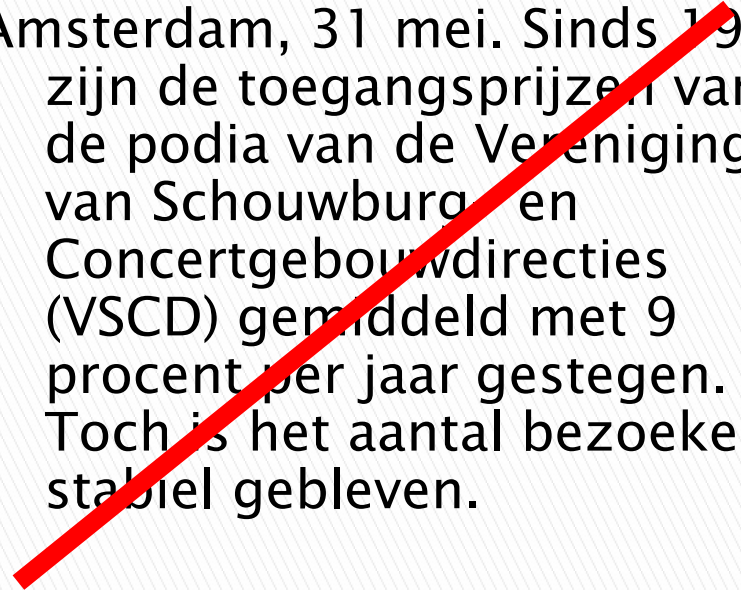 Amsterdam, 31 mei. Sinds 19
zijn de toegangsprijzen van
de podia van de Vereniging
van Schouwburg- en
Concertgebouwdirecties
(VSCD) gemiddeld met 9
procent per jaar gestegen.
Toch is het aantal bezoeke
stabiel gebleven.